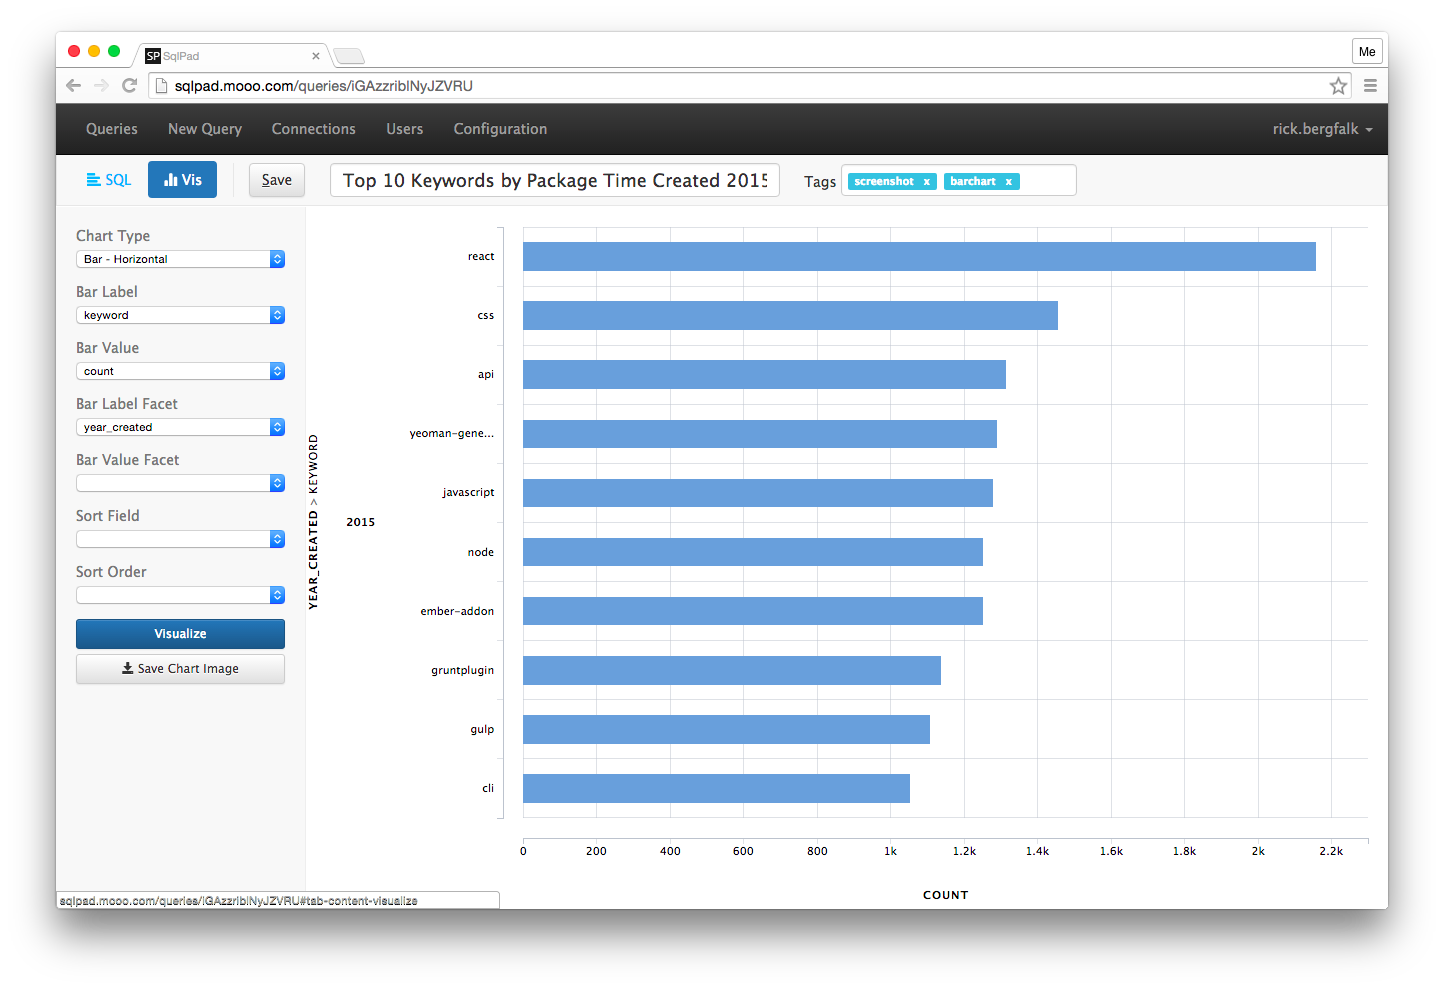 SP SqlPad
Me
sqlpad.mooo.com/queries/iGAzzriblNyJZVRU
Queries New Query Connections Users Configuration rick.bergfalk
SQL Vis Save Top 10 Keywords by Package Time Created 2015 Tags screenshot x barchart x
Chart Type
Bar - Horizontal
Bar Label
keyword
Bar Value
count
Bar Label Facet
year_created
Bar Value Facet
Sort Field
Sort Order
Visualize
Save Chart Image
YEAR_CREATED > KEYWORD
2015
react
css
api
yeoman-gene...
javascript
node
ember-addon
gruntplugin
gulp
cli
0 200 400 600 800 1k 1.2k 1.4k 1.6k 1.8k 2k 2.2k
COUNT
sqlpad.mooo.com/queries/iGAzzriblNyJZVRU#tab-content-visualize